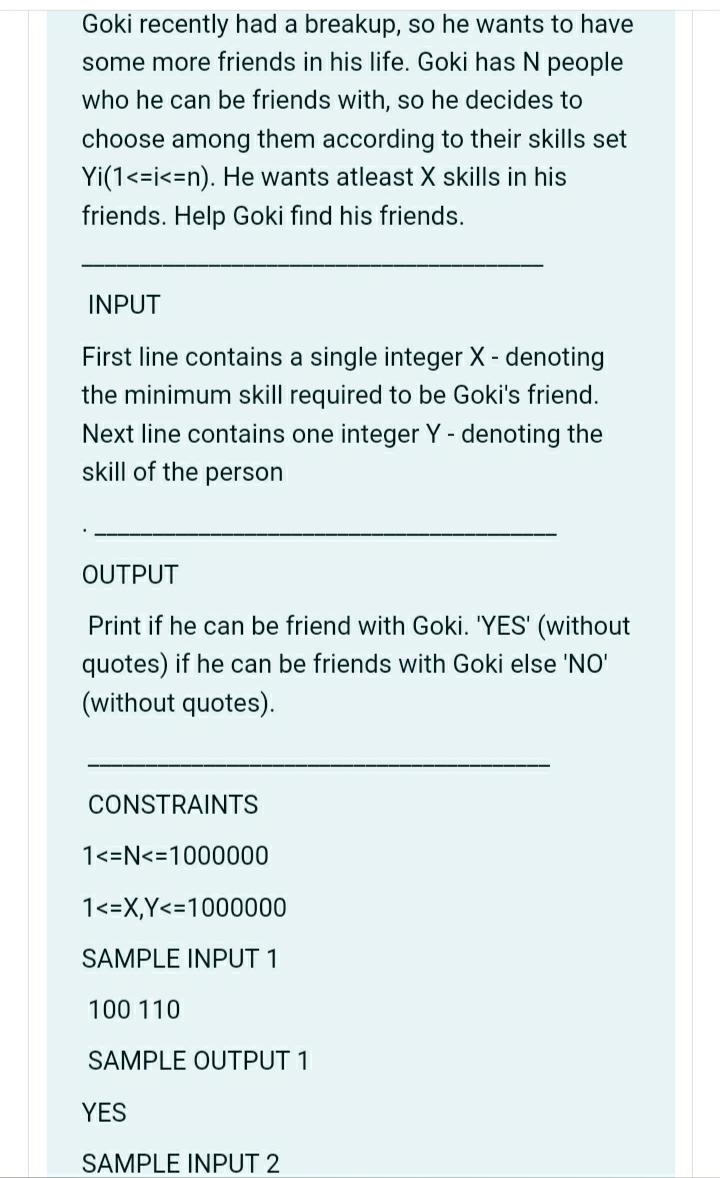 Goki recently had a breakup, so he wants to have
some more friends in his life. Goki has N people
who he can be friends with, so he decides to
choose among them according to their skills set
Yi(1<=i<=n). He wants atleast X skills in his
friends. Help Goki find his friends.
______________________________________
INPUT
First line contains a single integer X - denoting
the minimum skill required to be Goki's friend.
Next line contains one integer Y - denoting the
skill of the person
. ______________________________________
OUTPUT
Print if he can be friend with Goki. 'YES' (without
quotes) if he can be friends with Goki else 'NO'
(without quotes).
______________________________________
CONSTRAINTS
1<=N<=1000000
1<=X,Y<=1000000
SAMPLE INPUT 1
100 110
SAMPLE OUTPUT 1
YES
SAMPLE INPUT 2